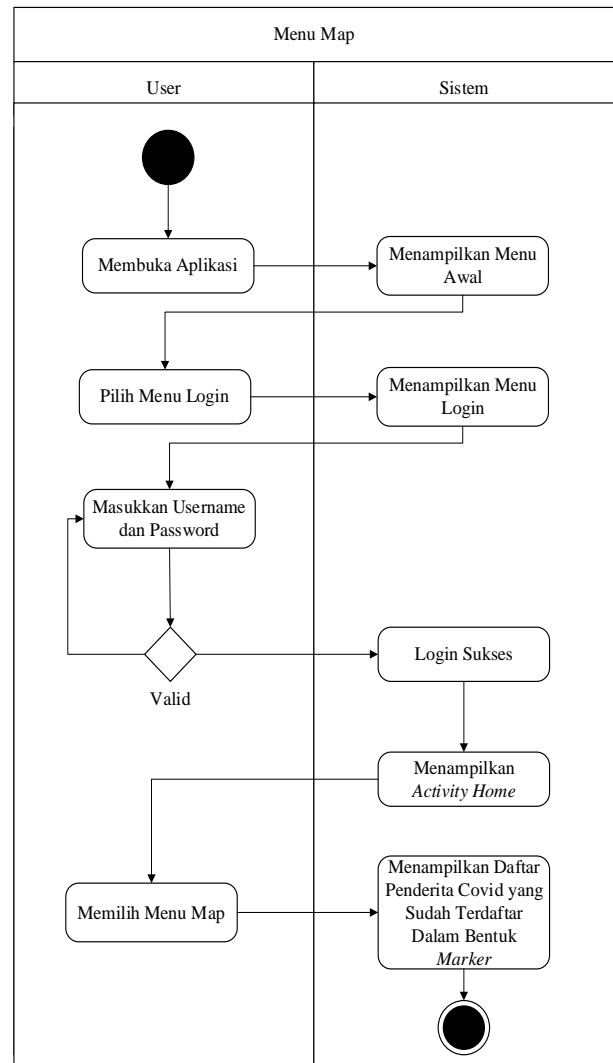 Menu Map
User
Sistem
Membuka Aplikasi
Menampilkan Menu
Awal
Pilih Menu Login
Menampilkan Menu
Login
Masukkan Username
dan Password
Valid
Login Sukses
Menampilkan
Activity Home
Memilih Menu Map
Menampilkan Daftar
Penderita Covid yang
Sudah Terdaftar
Dalam Bentuk
Marker